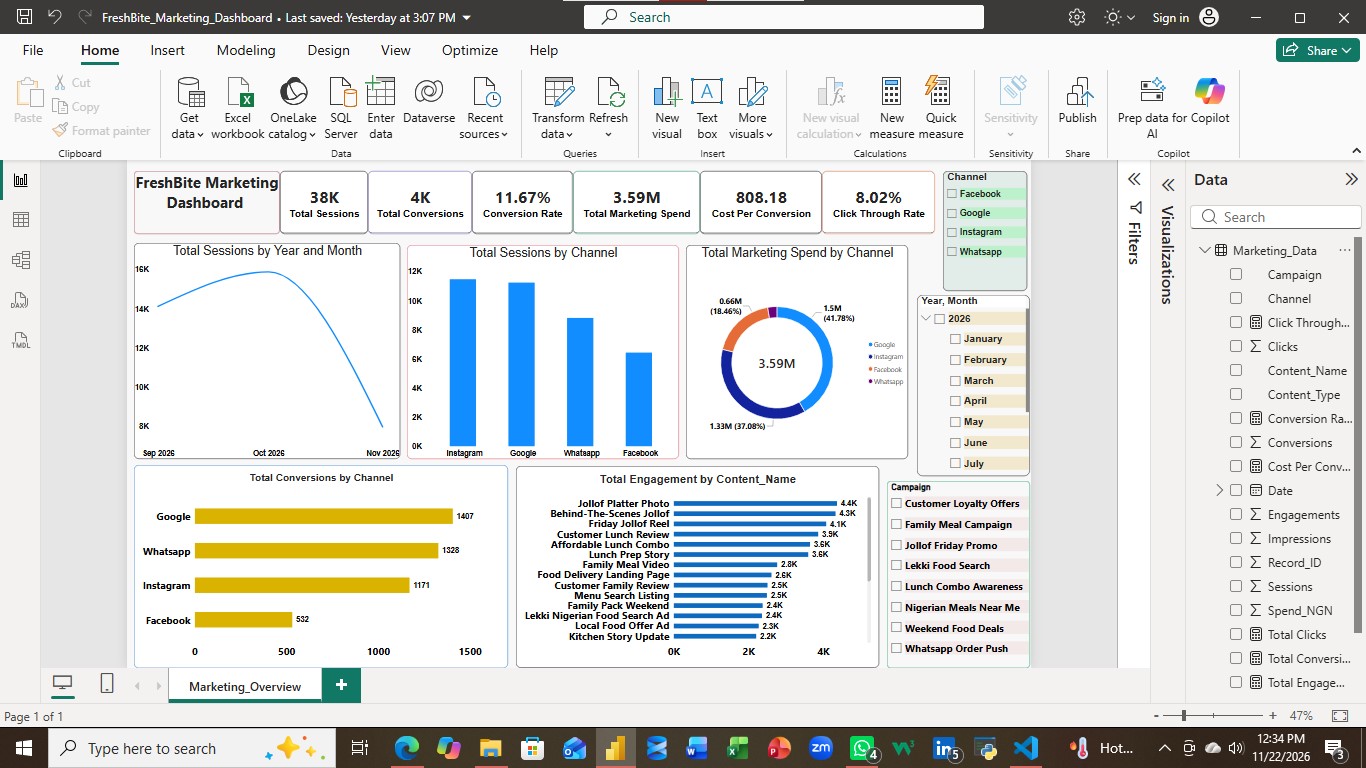 FreshBite_Marketing_Dashboard • Last saved: Yesterday at 3:07 PM
Search
Sign in
File Home Insert Modeling Design View Optimize Help
Share
Paste
Cut
Copy
Format painter
Clipboard
Get data
Excel workbook
OneLake catalog
SQL Server
Enter data
Dataverse
Recent sources
Data
Transform data
Refresh
Queries
New visual
Text box
More visuals
Insert
New visual calculation
New measure
Quick measure
Calculations
Sensitivity
Sensitivity
Publish
Share
Prep data for AI
Copilot
Copilot
FreshBite Marketing
Dashboard
38K
Total Sessions
4K
Total Conversions
11.67%
Conversion Rate
3.59M
Total Marketing Spend
808.18
Cost Per Conversion
8.02%
Click Through Rate
Channel
Facebook
Google
Instagram
Whatsapp
Total Sessions by Year and Month
16K
14K
12K
10K
8K
Sep 2026 Oct 2026 Nov 2026
Total Sessions by Channel
12K
10K
8K
6K
4K
2K
0K
Instagram Google Whatsapp Facebook
Total Marketing Spend by Channel
0.66M
(18.46%)
1.5M
(41.78%)
3.59M
1.33M (37.08%)
Google
Instagram
Facebook
Whatsapp
Year, Month
2026
January
February
March
April
May
June
July
Total Conversions by Channel
Google 1407
Whatsapp 1328
Instagram 1171
Facebook 532
0 500 1000 1500
Total Engagement by Content_Name
Jollof Platter Photo 4.4K
Behind-The-Scenes Jollof 4.3K
Friday Jollof Reel 4.1K
Customer Lunch Review 3.9K
Affordable Lunch Combo 3.6K
Lunch Prep Story 3.6K
Family Meal Video 2.8K
Food Delivery Landing Page 2.6K
Customer Family Review 2.5K
Menu Search Listing 2.5K
Family Pack Weekend 2.4K
Lekki Nigerian Food Search Ad 2.4K
Local Food Offer Ad 2.3K
Kitchen Story Update 2.2K
0K 2K 4K
Campaign
Customer Loyalty Offers
Family Meal Campaign
Jollof Friday Promo
Lekki Food Search
Lunch Combo Awareness
Nigerian Meals Near Me
Weekend Food Deals
Whatsapp Order Push
Filters
Visualizations
Data
Search
Marketing_Data
Campaign
Channel
Click Through...
Clicks
Content_Name
Content_Type
Conversion Ra...
Conversions
Cost Per Conv...
Date
Engagements
Impressions
Record_ID
Sessions
Spend_NGN
Total Clicks
Total Conversi...
Total Engage...
DAX
TMDL
Marketing_Overview
Page 1 of 1
47%
Type here to search
zm
4
5
Hot...
12:34 PM
11/22/2026
3